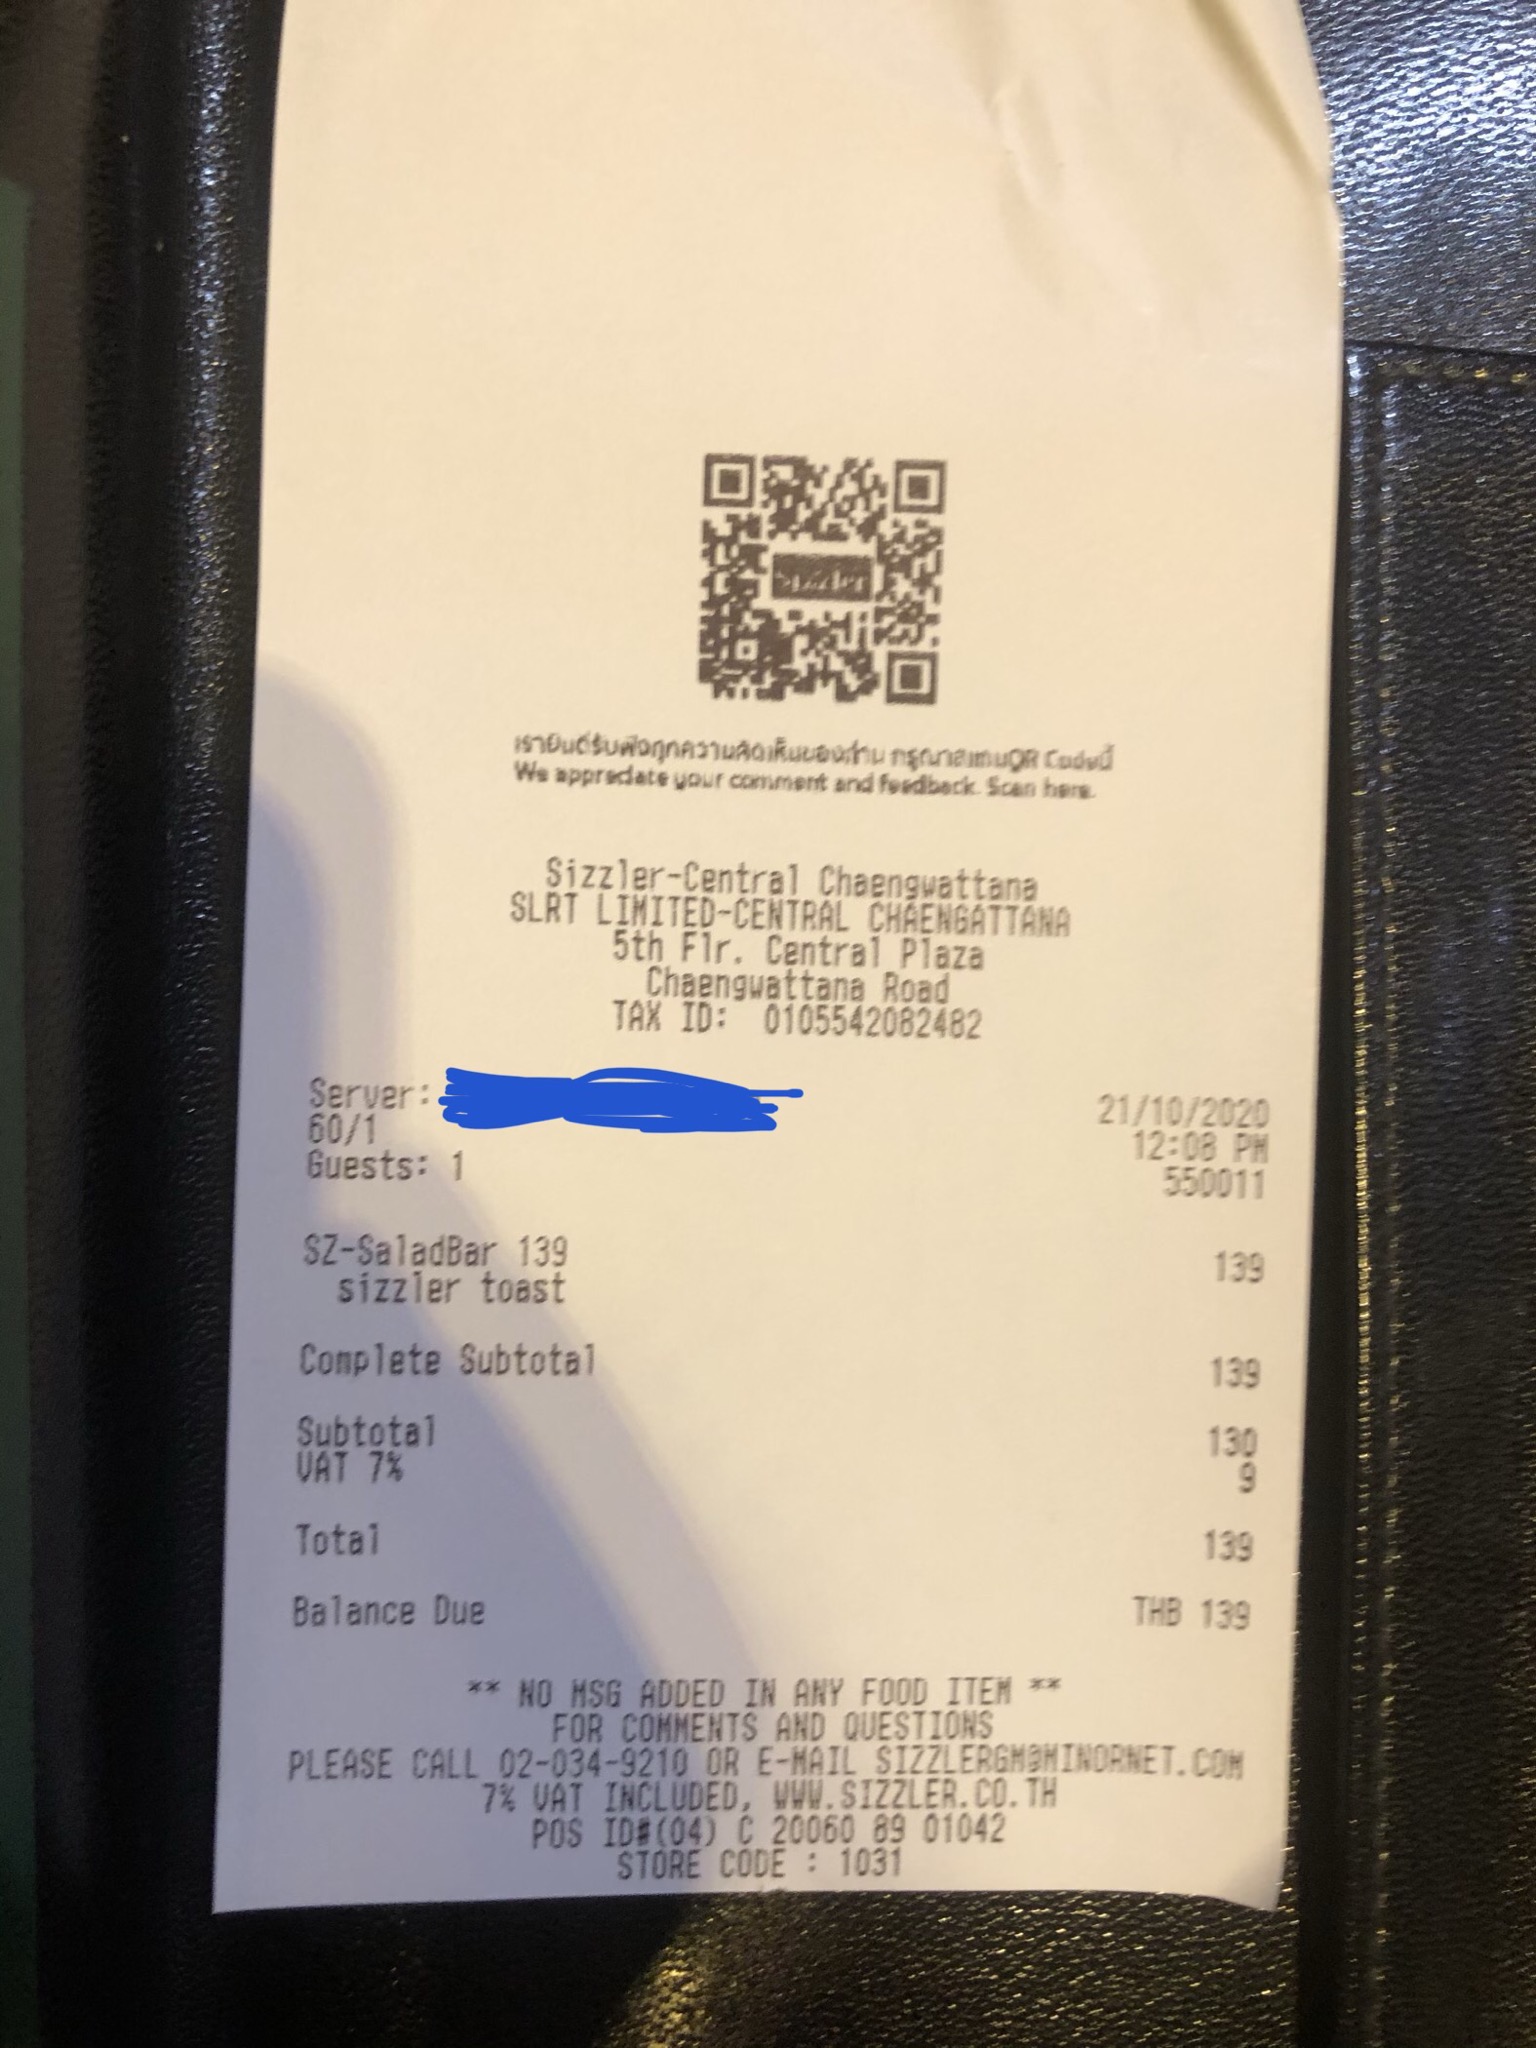 sizzler
เรายินดีรับฟังทุกความคิดเห็นของท่าน กรุณาสแกนQR Codeนี้
We appreciate your comment and feedback. Scan here.
Sizzler-Central Chaengwattana
SLRT LIMITED-CENTRAL CHAENGATTANA
5th Flr. Central Plaza
Chaengwattana Road
TAX ID: 0105542082482
Server:
21/10/2020
60/1
12:08 PM
Guests: 1
550011
SZ-SaladBar 139 139
sizzler toast
Complete Subtotal 139
Subtotal 130
VAT 7% 9
Total 139
Balance Due THB 139
** NO MSG ADDED IN ANY FOOD ITEM **
FOR COMMENTS AND QUESTIONS
PLEASE CALL 02-034-9210 OR E-MAIL SIZZLERGM@MINORNET.COM
7% VAT INCLUDED, WWW.SIZZLER.CO.TH
POS ID#(04) C 20060 89 01042
STORE CODE : 1031